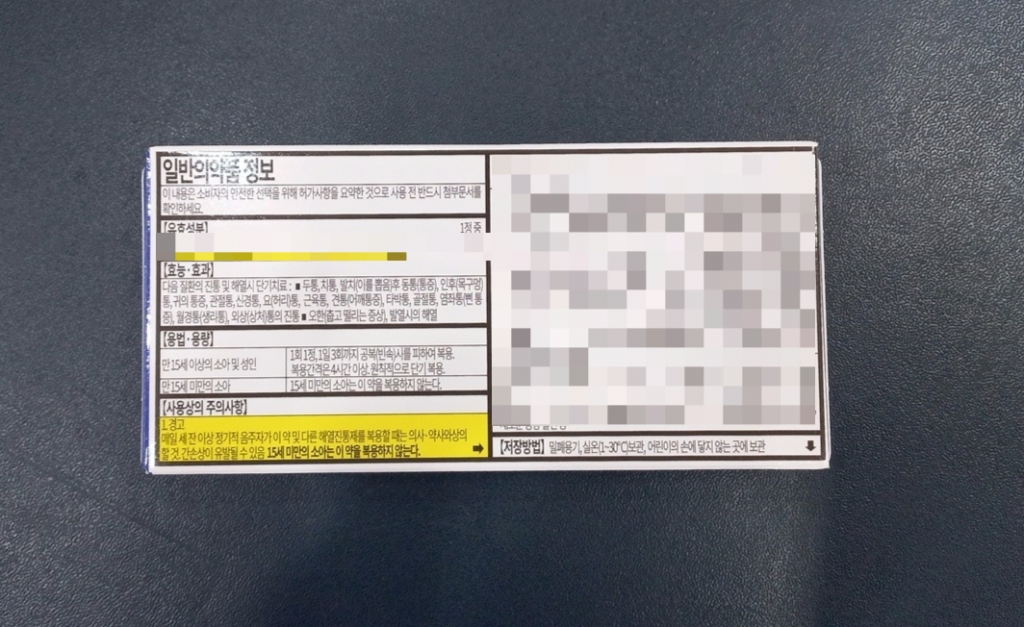 일반의약품 정보
이 내용은 소비자의 안전한 선택을 위해 허가사항을 요약한 것으로 사용 전 반드시 첨부문서를
확인하세요.
【유효성분】 1정 중
【효능·효과】
다음 질환의 진통 및 해열시 단기치료 : ■ 두통, 치통, 발치(이를 뽑음)후 동통(통증), 인후(목구멍)
통, 귀의 통증, 관절통, 신경통, 요(허리)통, 근육통, 견통(어깨통증), 타박통, 골절통, 염좌통(삔 통
증), 월경통(생리통), 외상(상처)통의 진통 ■ 오한(춥고 떨리는 증상), 발열시의 해열
【용법·용량】
만 15세 이상의 소아 및 성인 1회 1정, 1일 3회까지 공복(빈속)시를 피하여 복용.
복용간격은 4시간 이상. 원칙적으로 단기 복용.
만 15세 미만의 소아 15세 미만의 소아는 이 약을 복용하지 않는다.
【사용상의 주의사항】
1. 경고
매일 세 잔 이상 정기적 음주자가 이 약 및 다른 해열진통제를 복용할 때는 의사·약사와 상의
할 것. 간손상이 유발될 수 있음 15세 미만의 소아는 이 약을 복용하지 않는다.
【저장방법】 밀폐용기, 실온(1~30℃)보관, 어린이의 손에 닿지 않는 곳에 보관